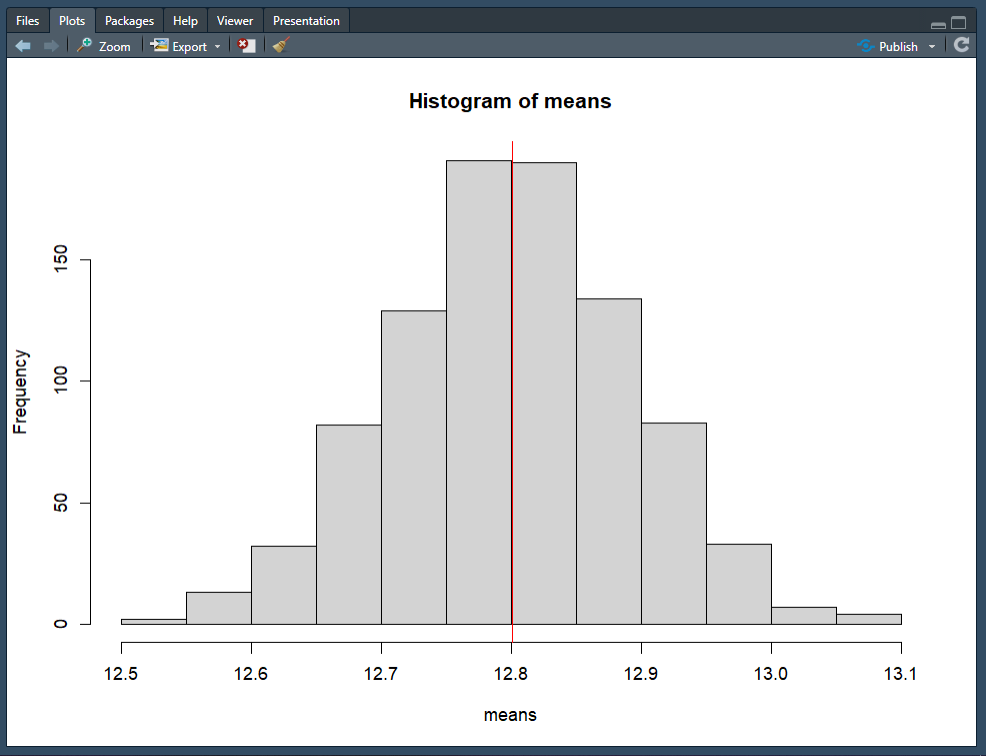 Files Plots Packages Help Viewer Presentation
Zoom Export Publish
Histogram of means
Frequency
150
100
50
0
12.5 12.6 12.7 12.8 12.9 13.0 13.1
means